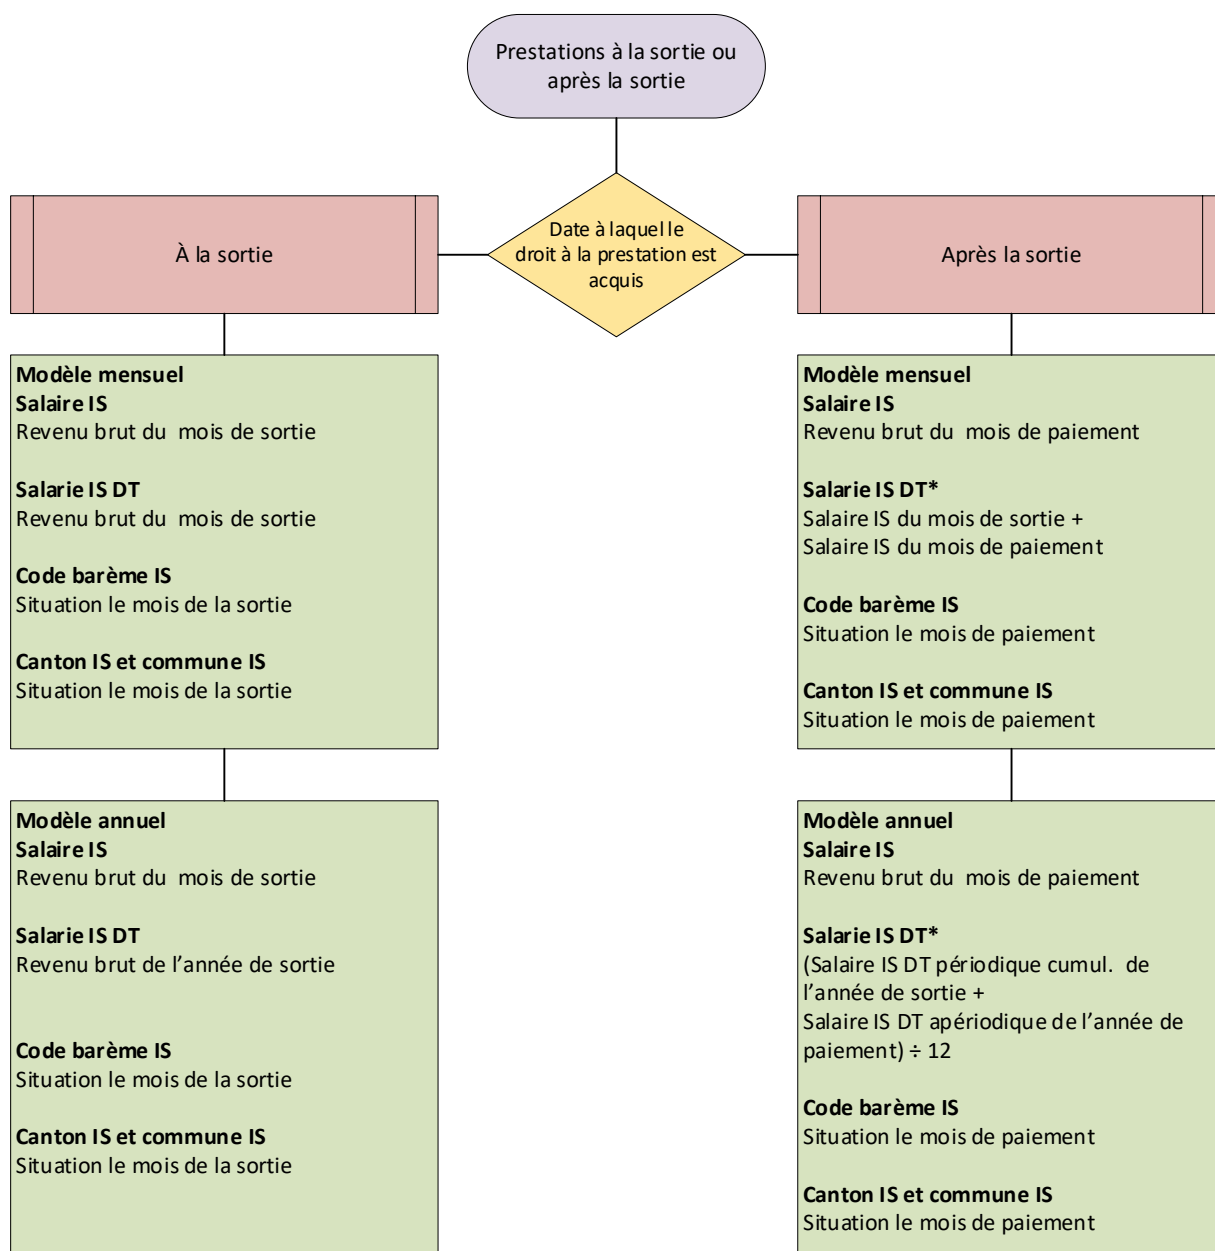 Prestations à la sortie ou
après la sortie
Date à laquelle
droit à la prestation est
acquis
À la sortie
Après la sortie
Modèle mensuel
Salaire IS
Revenu brut du mois de sortie
Salarie IS DT
Revenu brut du mois de sortie
Code barème IS
Situation le mois de la sortie
Canton IS et commune IS
Situation le mois de la sortie
Modèle mensuel
Salaire IS
Revenu brut du mois de paiement
Salarie IS DT*
Salaire IS du mois de sortie +
Salaire IS du mois de paiement
Code barème IS
Situation le mois de paiement
Canton IS et commune IS
Situation le mois de paiement
Modèle annuel
Salaire IS
Revenu brut du mois de sortie
Salarie IS DT
Revenu brut de l’année de sortie
Code barème IS
Situation le mois de la sortie
Canton IS et commune IS
Situation le mois de la sortie
Modèle annuel
Salaire IS
Revenu brut du mois de paiement
Salarie IS DT*
(Salaire IS DT périodique cumul. de
l’année de sortie +
Salaire IS DT apériodique de l’année de
paiement) ÷ 12
Code barème IS
Situation le mois de paiement
Canton IS et commune IS
Situation le mois de paiement